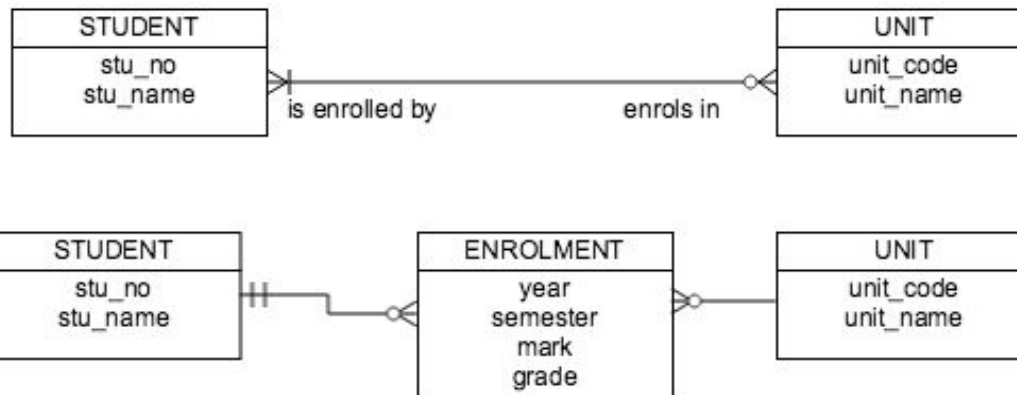 STUDENT
stu_no
stu_name
is enrolled by
enrols in
UNIT
unit_code
unit_name
STUDENT
stu_no
stu_name
ENROLMENT
year
semester
mark
grade
UNIT
unit_code
unit_name